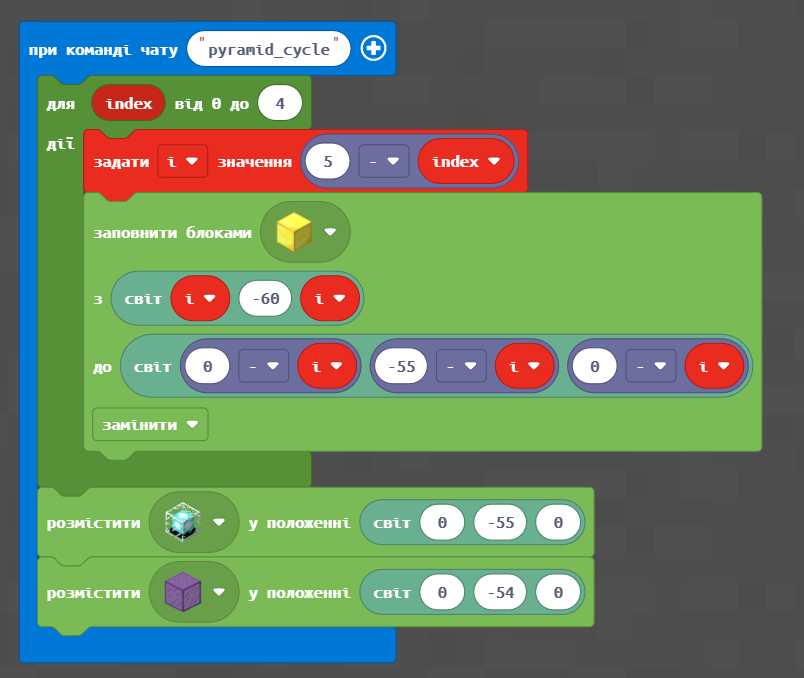 при команді чату "pyramid_cycle"
для index від 0 до 4
дії
задати i значення 5 - index
заповнити блоками
з світ i -60 i
до світ 0 - i -55 - i 0 - i
замінити
розмістити у положенні світ 0 -55 0
розмістити у положенні світ 0 -54 0